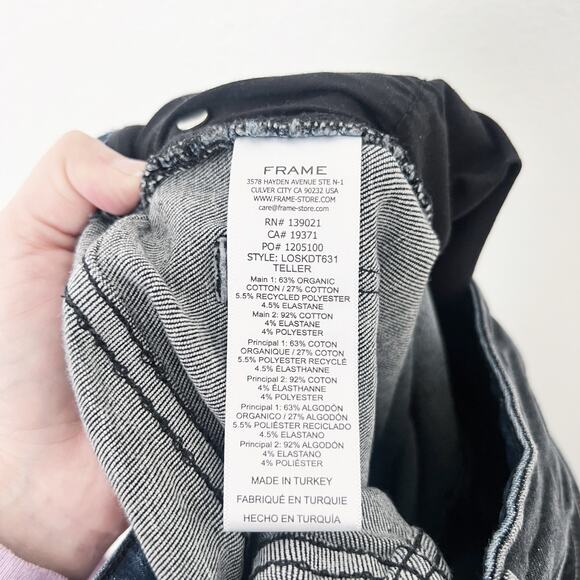 FRAME
3578 HAYDEN AVENUE STE N-1
CULVER CITY CA 90232 USA
WWW.FRAME-STORE.COM
care@frame-store.com
RN# 139021
CA# 19371
PO# 1205100
STYLE: LOSKDT631
TELLER
Main 1: 63% ORGANIC
COTTON / 27% COTTON
5.5% RECYCLED POLYESTER
4.5% ELASTANE
Main 2: 92% COTTON
4% ELASTANE
4% POLYESTER
Principal 1: 63% COTON
ORGANIQUE / 27% COTON
5.5% POLYESTER RECYCLÉ
4.5% ÉLASTHANNE
Principal 2: 92% COTON
4% ÉLASTHANNE
4% POLYESTER
Principal 1: 63% ALGODÓN
ORGANICO / 27% ALGODÓN
5.5% POLIÉSTER RECICLADO
4.5% ELASTANO
Principal 2: 92% ALGODÓN
4% ELASTANO
4% POLIÉSTER
MADE IN TURKEY
FABRIQUÉ EN TURQUIE
HECHO EN TURQUÍA